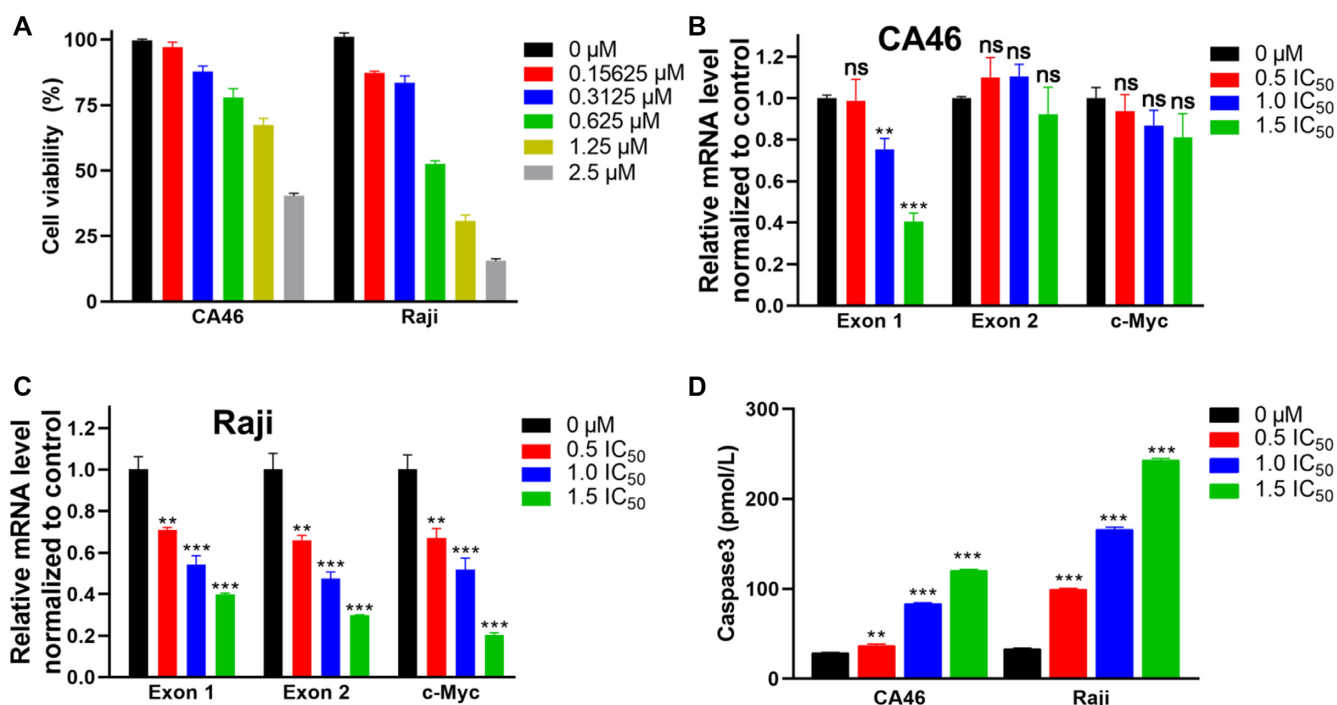 A
Cell viability (%)
100
75
50
25
0
CA46
Raji
0 µM
0.15625 µM
0.3125 µM
0.625 µM
1.25 µM
2.5 µM
B
CA46
Relative mRNA level
normalized to control
1.2
1.0
0.8
0.6
0.4
0.2
0.0
ns
**
***
ns
ns
ns
ns
ns
ns
Exon 1
Exon 2
c-Myc
0 µM
0.5 IC50
1.0 IC50
1.5 IC50
C
Raji
Relative mRNA level
normalized to control
1.2
1.0
0.8
0.6
0.4
0.2
0.0
**
***
***
**
***
***
**
***
***
Exon 1
Exon 2
c-Myc
0 µM
0.5 IC50
1.0 IC50
1.5 IC50
D
Caspase3 (pmol/L)
300
200
100
0
**
***
***
***
***
***
CA46
Raji
0 µM
0.5 IC50
1.0 IC50
1.5 IC50